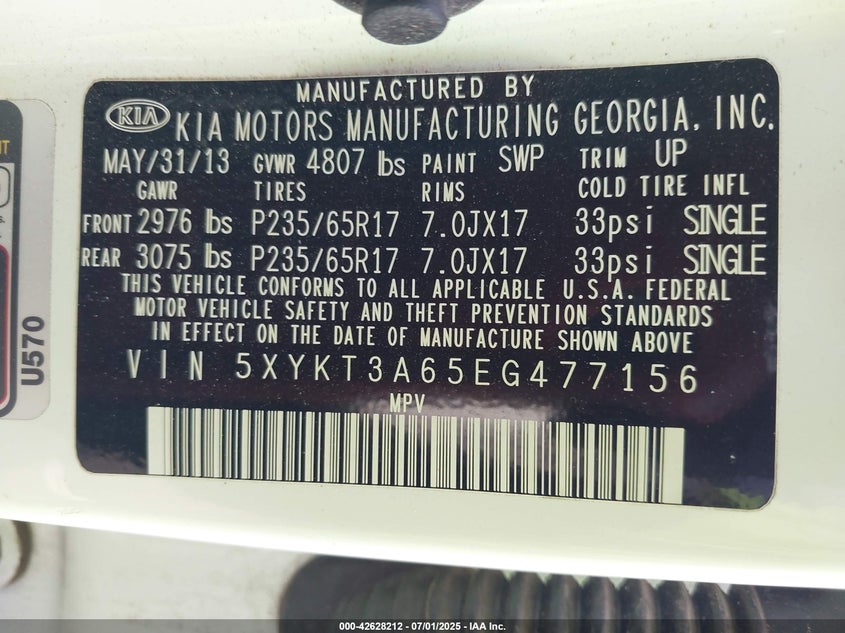 MANUFACTURED BY
KIA KIA MOTORS MANUFACTURING GEORGIA, INC.
MAY/31/13 GVWR 4807 lbs PAINT SWP TRIM UP
GAWR TIRES RIMS COLD TIRE INFL
FRONT 2976 lbs P235/65R17 7.0JX17 33psi SINGLE
REAR 3075 lbs P235/65R17 7.0JX17 33psi SINGLE
THIS VEHICLE CONFORMS TO ALL APPLICABLE U.S.A. FEDERAL
MOTOR VEHICLE SAFETY AND THEFT PREVENTION STANDARDS
IN EFFECT ON THE DATE OF MANUFACTURE SHOWN ABOVE
VIN 5XYKT3A65EG477156
MPV
U570
000-42628212 - 07/01/2025 - IAA Inc.